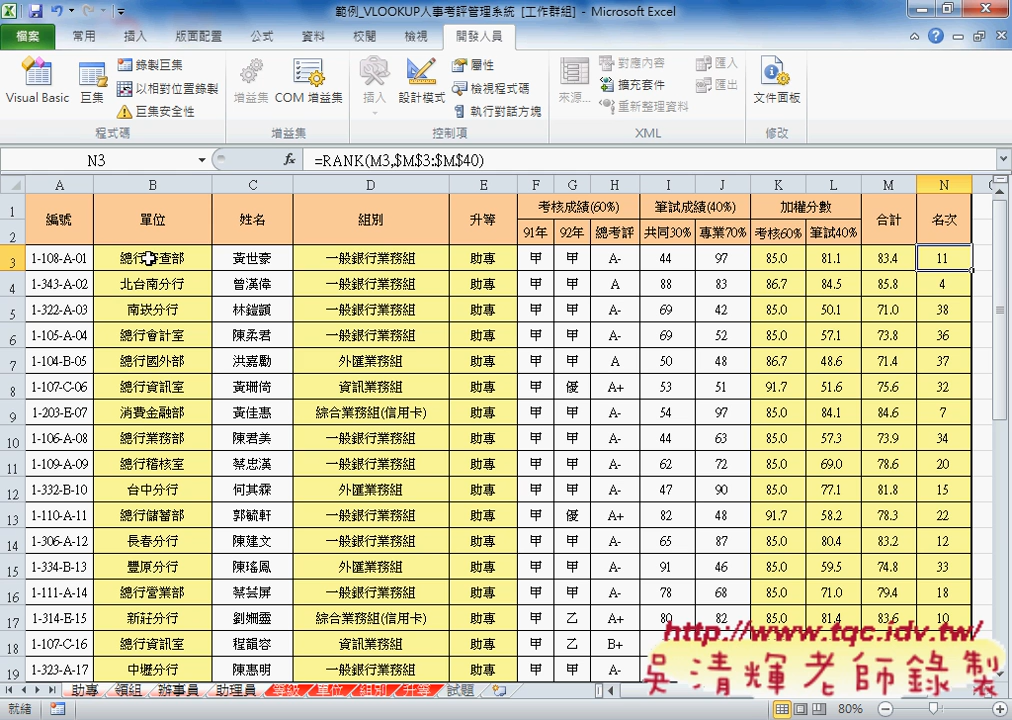 範例_VLOOKUP人事考評管理系統 [工作群組] - Microsoft Excel
檔案 常用 插入 版面配置 公式 資料 校閱 檢視 開發人員
Visual Basic 巨集 錄製巨集 以相對位置錄製 巨集安全性 程式碼
增益集 COM 增益集 增益集
插入 設計模式 屬性 檢視程式碼 執行對話方塊 控制項
來源... 對應內容 擴充套件 重新整理資料 匯入 匯出 XML
文件面板 修改
N3 fx =RANK(M3,$M$3:$M$40)
A B C D E F G H I J K L M N
1 編號 單位 姓名 組別 升等 考核成績(60%) 筆試成績(40%) 加權分數 合計 名次
2 91年 92年 總考評 共同30% 專業70% 考核60% 筆試40%
3 1-108-A-01 總行審查部 黃世豪 一般銀行業務組 助專 甲 甲 A- 44 97 85.0 81.1 83.4 11
4 1-343-A-02 北台南分行 曾漢偉 一般銀行業務組 助專 甲 甲 A 88 83 86.7 84.5 85.8 4
5 1-322-A-03 南崁分行 林鎧顗 一般銀行業務組 助專 甲 甲 A- 69 42 85.0 50.1 71.0 38
6 1-105-A-04 總行會計室 陳柔君 一般銀行業務組 助專 甲 甲 A- 69 52 85.0 57.1 73.8 36
7 1-104-B-05 總行國外部 洪嘉勵 外匯業務組 助專 甲 甲 A 50 48 86.7 48.6 71.4 37
8 1-107-C-06 總行資訊室 黃珊倚 資訊業務組 助專 甲 優 A+ 53 51 91.7 51.6 75.6 32
9 1-203-E-07 消費金融部 黃佳惠 綜合業務組(信用卡) 助專 甲 甲 A- 54 97 85.0 84.1 84.6 7
10 1-106-A-08 總行業務部 陳君美 一般銀行業務組 助專 甲 甲 A- 44 63 85.0 57.3 73.9 34
11 1-109-A-09 總行稽核室 蔡忠漢 一般銀行業務組 助專 甲 甲 A- 62 72 85.0 69.0 78.6 20
12 1-332-B-10 台中分行 何其霖 外匯業務組 助專 甲 甲 A- 47 90 85.0 77.1 81.8 15
13 1-110-A-11 總行儲蓄部 郭毓軒 一般銀行業務組 助專 甲 優 A+ 82 48 91.7 58.2 78.3 22
14 1-306-A-12 長春分行 陳建文 一般銀行業務組 助專 甲 甲 A- 65 87 85.0 80.4 83.2 12
15 1-334-B-13 豐原分行 陳瑤鳳 外匯業務組 助專 甲 甲 A- 91 46 85.0 59.5 74.8 33
16 1-111-A-14 總行營業部 蔡芸屏 一般銀行業務組 助專 甲 甲 A- 78 68 85.0 71.0 79.4 18
17 1-314-E-15 新莊分行 劉姍靈 綜合業務組(信用卡) 助專 甲 乙 A+ 80 82 85.0 81.4 83.6 10
18 1-107-C-16 總行資訊室 程韻容 資訊業務組 助專 甲 乙 B+
19 1-323-A-17 中壢分行 陳惠明 一般銀行業務組 助專 甲 甲 A-
http://www.tqc.idv.tw/
吳清輝老師錄製
助專 領組 辦事員 助理員 等級 單位 組別 升等 試題
就緒 80%